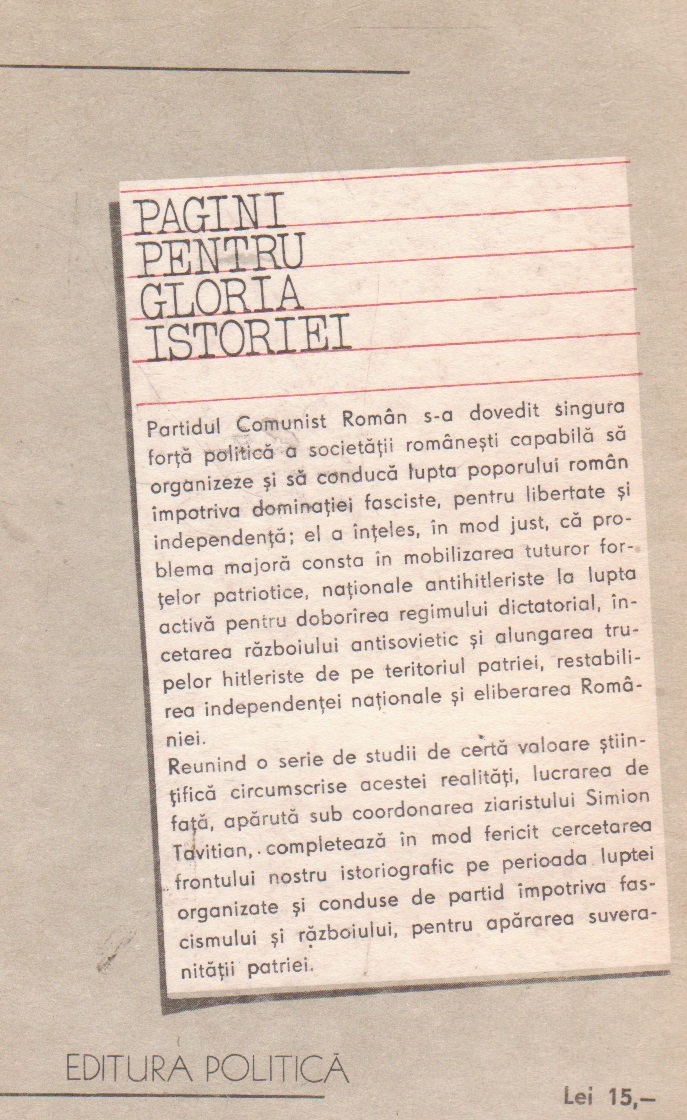 PAGINI
PENTRU
GLORIA
ISTORIEI
Partidul Comunist Român s-a dovedit singura
forță politică a societății românești capabilă să
organizeze și să conducă lupta poporului român
împotriva dominației fasciste, pentru libertate și
independență; el a înțeles, în mod just, că pro-
blema majoră consta în mobilizarea tuturor for-
țelor patriotice, naționale antihitleriste la lupta
activă pentru doborîrea regimului dictatorial, în-
cetarea războiului antisovietic și alungarea tru-
pelor hitleriste de pe teritoriul patriei, restabili-
rea independenței naționale și eliberarea Româ-
niei.
Reunind o serie de studii de certă valoare știin-
țifică circumscrise acestei realități, lucrarea de
față, apărută sub coordonarea ziaristului Simion
Tavitian, completează în mod fericit cercetarea
frontului nostru istoriografic pe perioada luptei
organizate și conduse de partid împotriva fas-
cismului și războiului, pentru apărarea suvera-
nității patriei.
EDITURA POLITICĂ
Lei 15,—